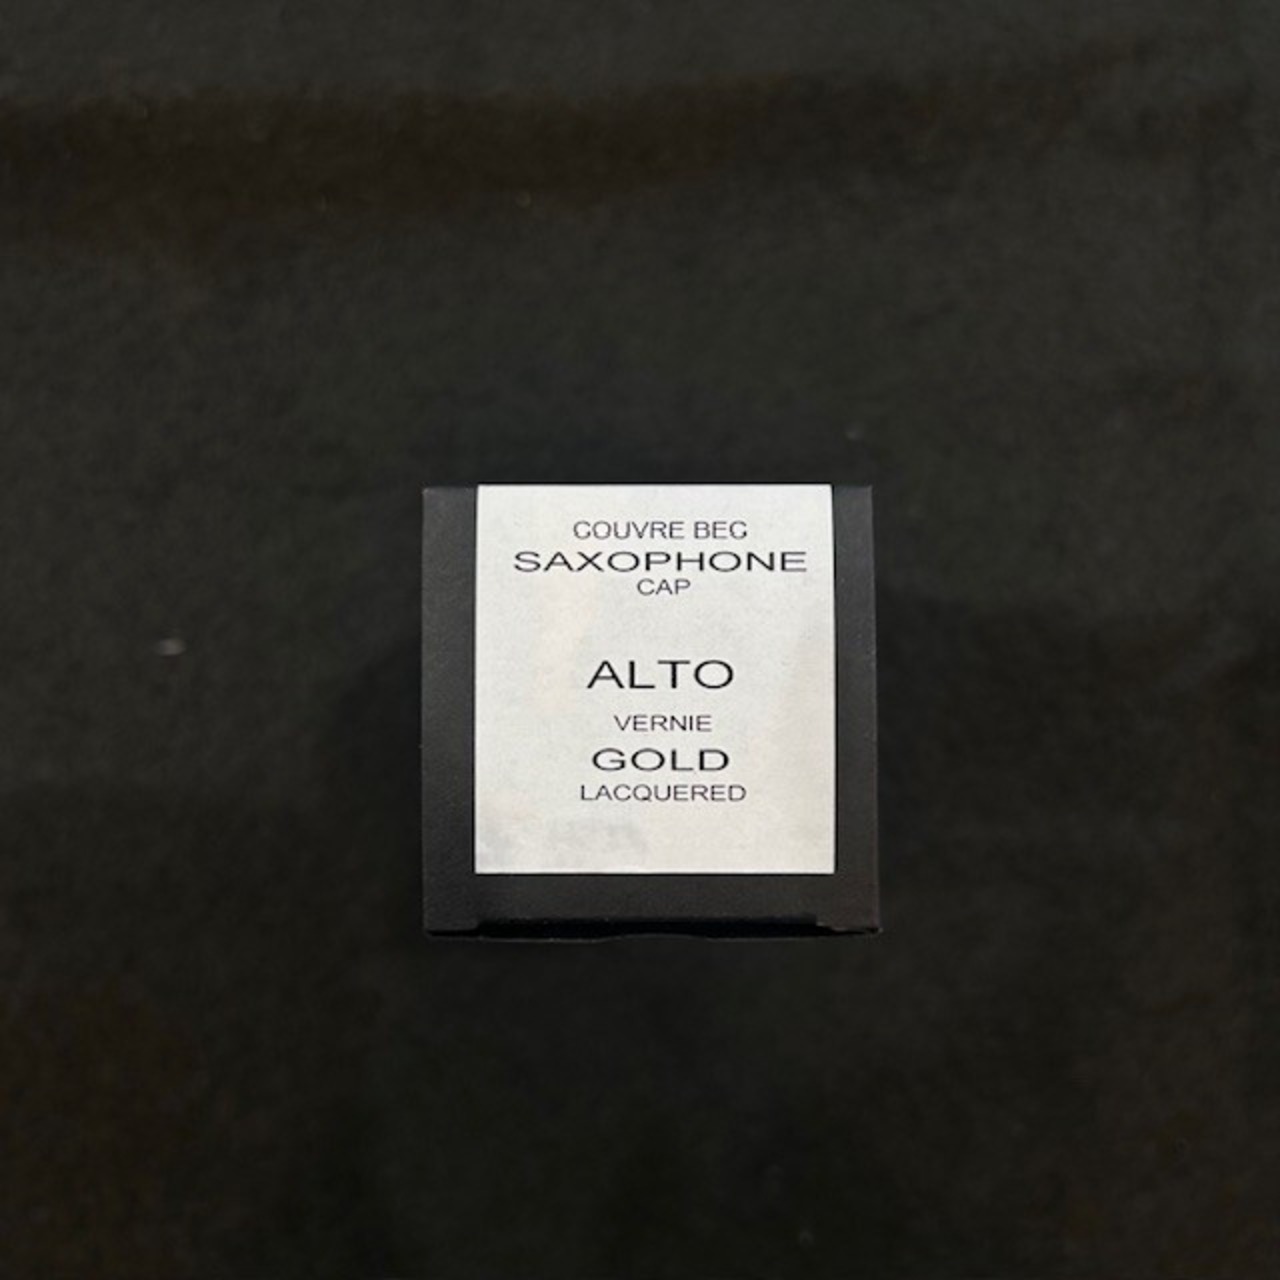 COUVRE BEC
SAXOPHONE
CAP
ALTO
VERNIE
GOLD
LACQUERED